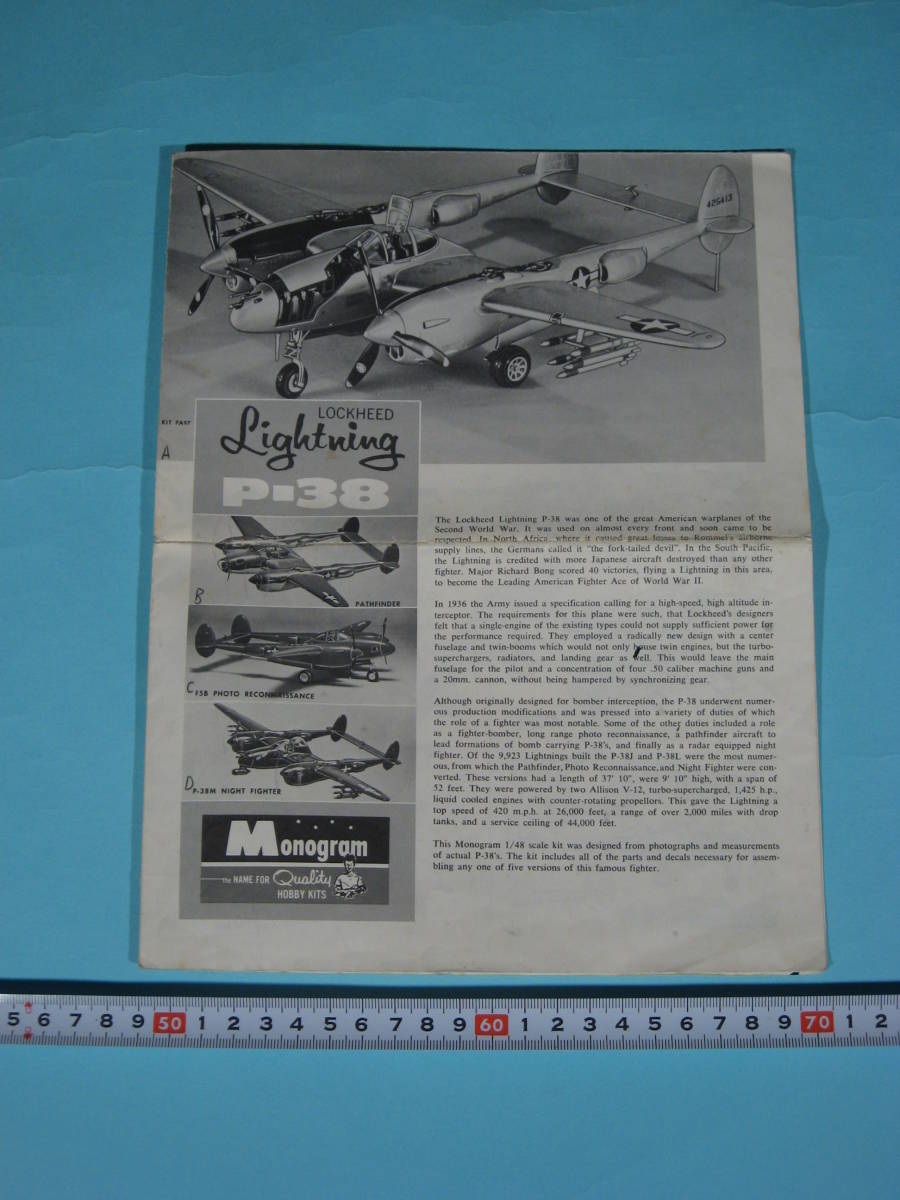 425413
KIT PART
A
LOCKHEED
Lightning
P-38
B
PATHFINDER
C
F5B PHOTO RECONNAISSANCE
D
P-38M NIGHT FIGHTER
Monogram
the NAME FOR Quality
HOBBY KITS
The Lockheed Lightning P-38 was one of the great American warplanes of the
Second World War. It was used on almost every front and soon came to be
respected. In North Africa, where it caused great losses to Rommel's airborne
supply lines, the Germans called it "the fork-tailed devil". In the South Pacific,
the Lightning is credited with more Japanese aircraft destroyed than any other
fighter. Major Richard Bong scored 40 victories, flying a Lightning in this area,
to become the Leading American Fighter Ace of World War II.
In 1936 the Army issued a specification calling for a high-speed, high altitude in-
terceptor. The requirements for this plane were such, that Lockheed's designers
felt that a single-engine of the existing types could not supply sufficient power for
the performance required. They employed a radically new design with a center
fuselage and twin-booms which would not only house twin engines, but the turbo-
superchargers, radiators, and landing gear as well. This would leave the main
fuselage for the pilot and a concentration of four .50 caliber machine guns and
a 20mm. cannon, without being hampered by synchronizing gear.
Although originally designed for bomber interception, the P-38 underwent numer-
ous production modifications and was pressed into a variety of duties of which
the role of a fighter was most notable. Some of the other duties included a role
as a fighter-bomber, long range photo reconnaissance, a pathfinder aircraft to
lead formations of bomb carrying P-38's, and finally as a radar equipped night
fighter. Of the 9,923 Lightnings built the P-38J and P-38L were the most numer-
ous, from which the Pathfinder, Photo Reconnaissance, and Night Fighter were con-
verted. These versions had a length of 37' 10", were 9' 10" high, with a span of
52 feet. They were powered by two Allison V-12, turbo-supercharged, 1,425 h.p.,
liquid cooled engines with counter-rotating propellors. This gave the Lightning a
top speed of 420 m.p.h. at 26,000 feet, a range of over 2,000 miles with drop
tanks, and a service ceiling of 44,000 feet.
This Monogram 1/48 scale kit was designed from photographs and measurements
of actual P-38's. The kit includes all of the parts and decals necessary for assem-
bling any one of five versions of this famous fighter.
5 6 7 8 9 50 1 2 3 4 5 6 7 8 9 60 1 2 3 4 5 6 7 8 9 70 1 2